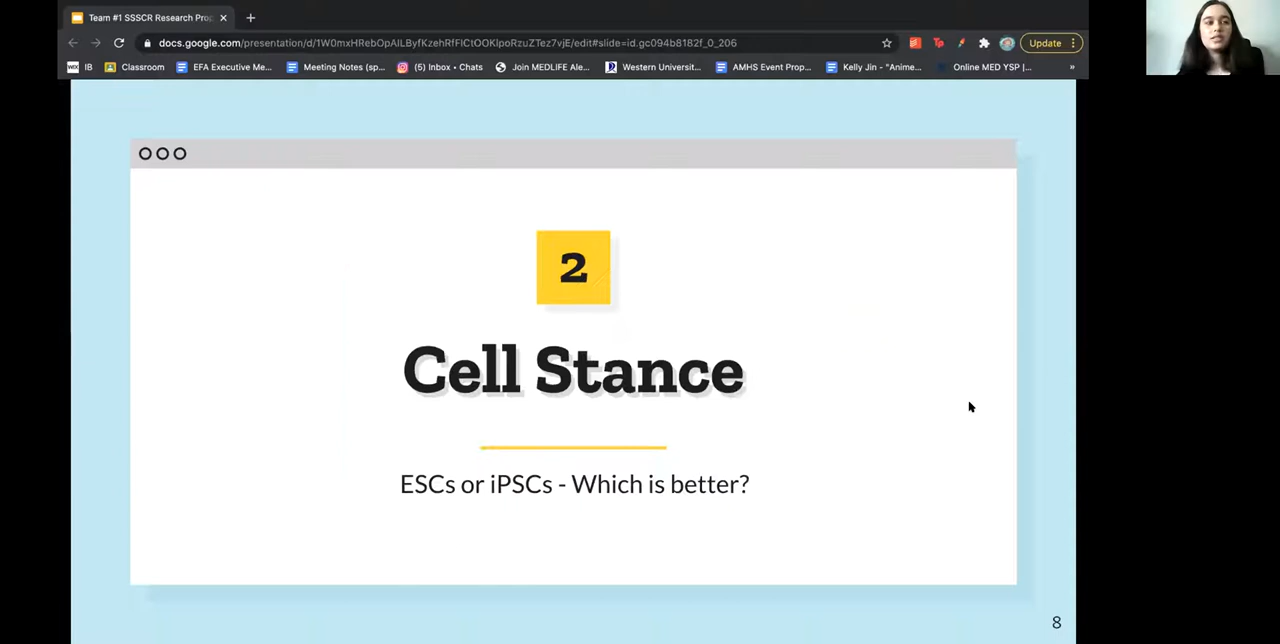 Team #1 SSSCR Research Prop
docs.google.com/presentation/d/1W0mxHRebOpAILByfKzehRfFICtOOKlpoRzuZTez7vjE/edit#slide=id.gc094b8182f_0_206
Update
WIX IB Classroom EFA Executive Me... Meeting Notes (sp... (5) Inbox • Chats Join MEDLIFE Ale... Western Universit... AMHS Event Prop... Kelly Jin - "Anime... Online MED YSP |... »
2
Cell Stance
ESCs or iPSCs - Which is better?
8